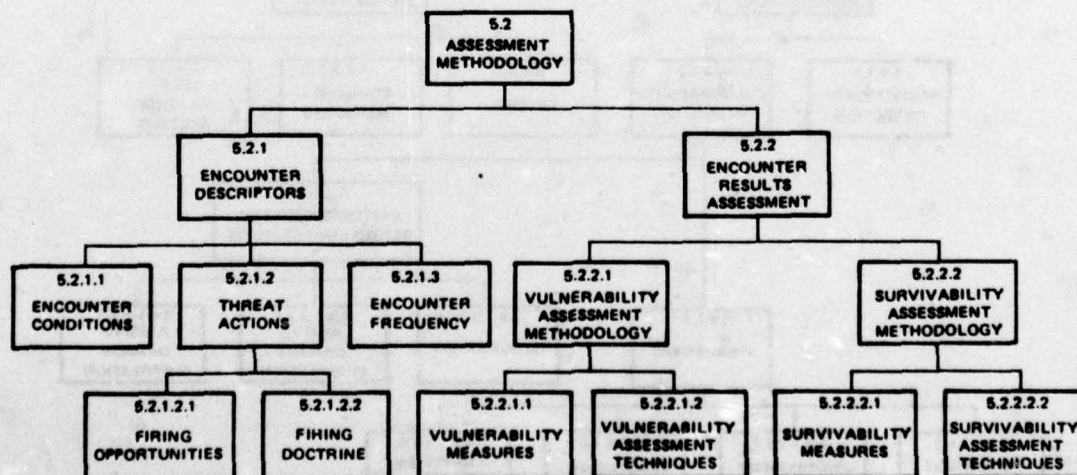 5.2
ASSESSMENT
METHODOLOGY
5.2.1
ENCOUNTER
DESCRIPTORS
5.2.2
ENCOUNTER
RESULTS
ASSESSMENT
5.2.1.1
ENCOUNTER
CONDITIONS
5.2.1.2
THREAT
ACTIONS
5.2.1.3
ENCOUNTER
FREQUENCY
5.2.2.1
VULNERABILITY
ASSESSMENT
METHODOLOGY
5.2.2.2
SURVIVABILITY
ASSESSMENT
METHODOLOGY
5.2.1.2.1
FIRING
OPPORTUNITIES
5.2.1.2.2
FIHING
DOCTRINE
5.2.2.1.1
VULNERABILITY
MEASURES
5.2.2.1.2
VULNERABILITY
ASSESSMENT
TECHNIQUES
5.2.2.2.1
SURVIVABILITY
MEASURES
5.2.2.2.2
SURVIVABILITY
ASSESSMENT
TECHNIQUES